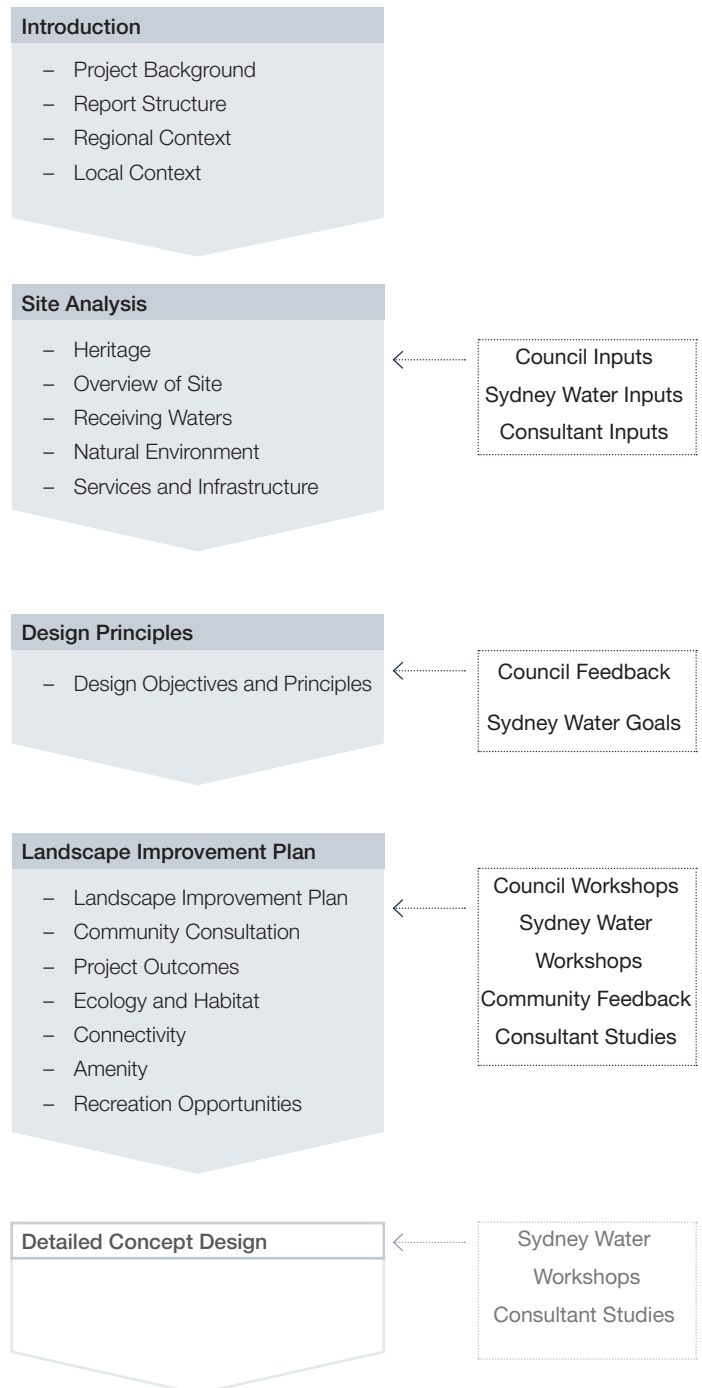 Introduction
– Project Background
– Report Structure
– Regional Context
– Local Context
Site Analysis
– Heritage
– Overview of Site
– Receiving Waters
– Natural Environment
– Services and Infrastructure
Council Inputs
Sydney Water Inputs
Consultant Inputs
Design Principles
– Design Objectives and Principles
Council Feedback
Sydney Water Goals
Landscape Improvement Plan
– Landscape Improvement Plan
– Community Consultation
– Project Outcomes
– Ecology and Habitat
– Connectivity
– Amenity
– Recreation Opportunities
Council Workshops
Sydney Water
Workshops
Community Feedback
Consultant Studies
Detailed Concept Design
Sydney Water
Workshops
Consultant Studies